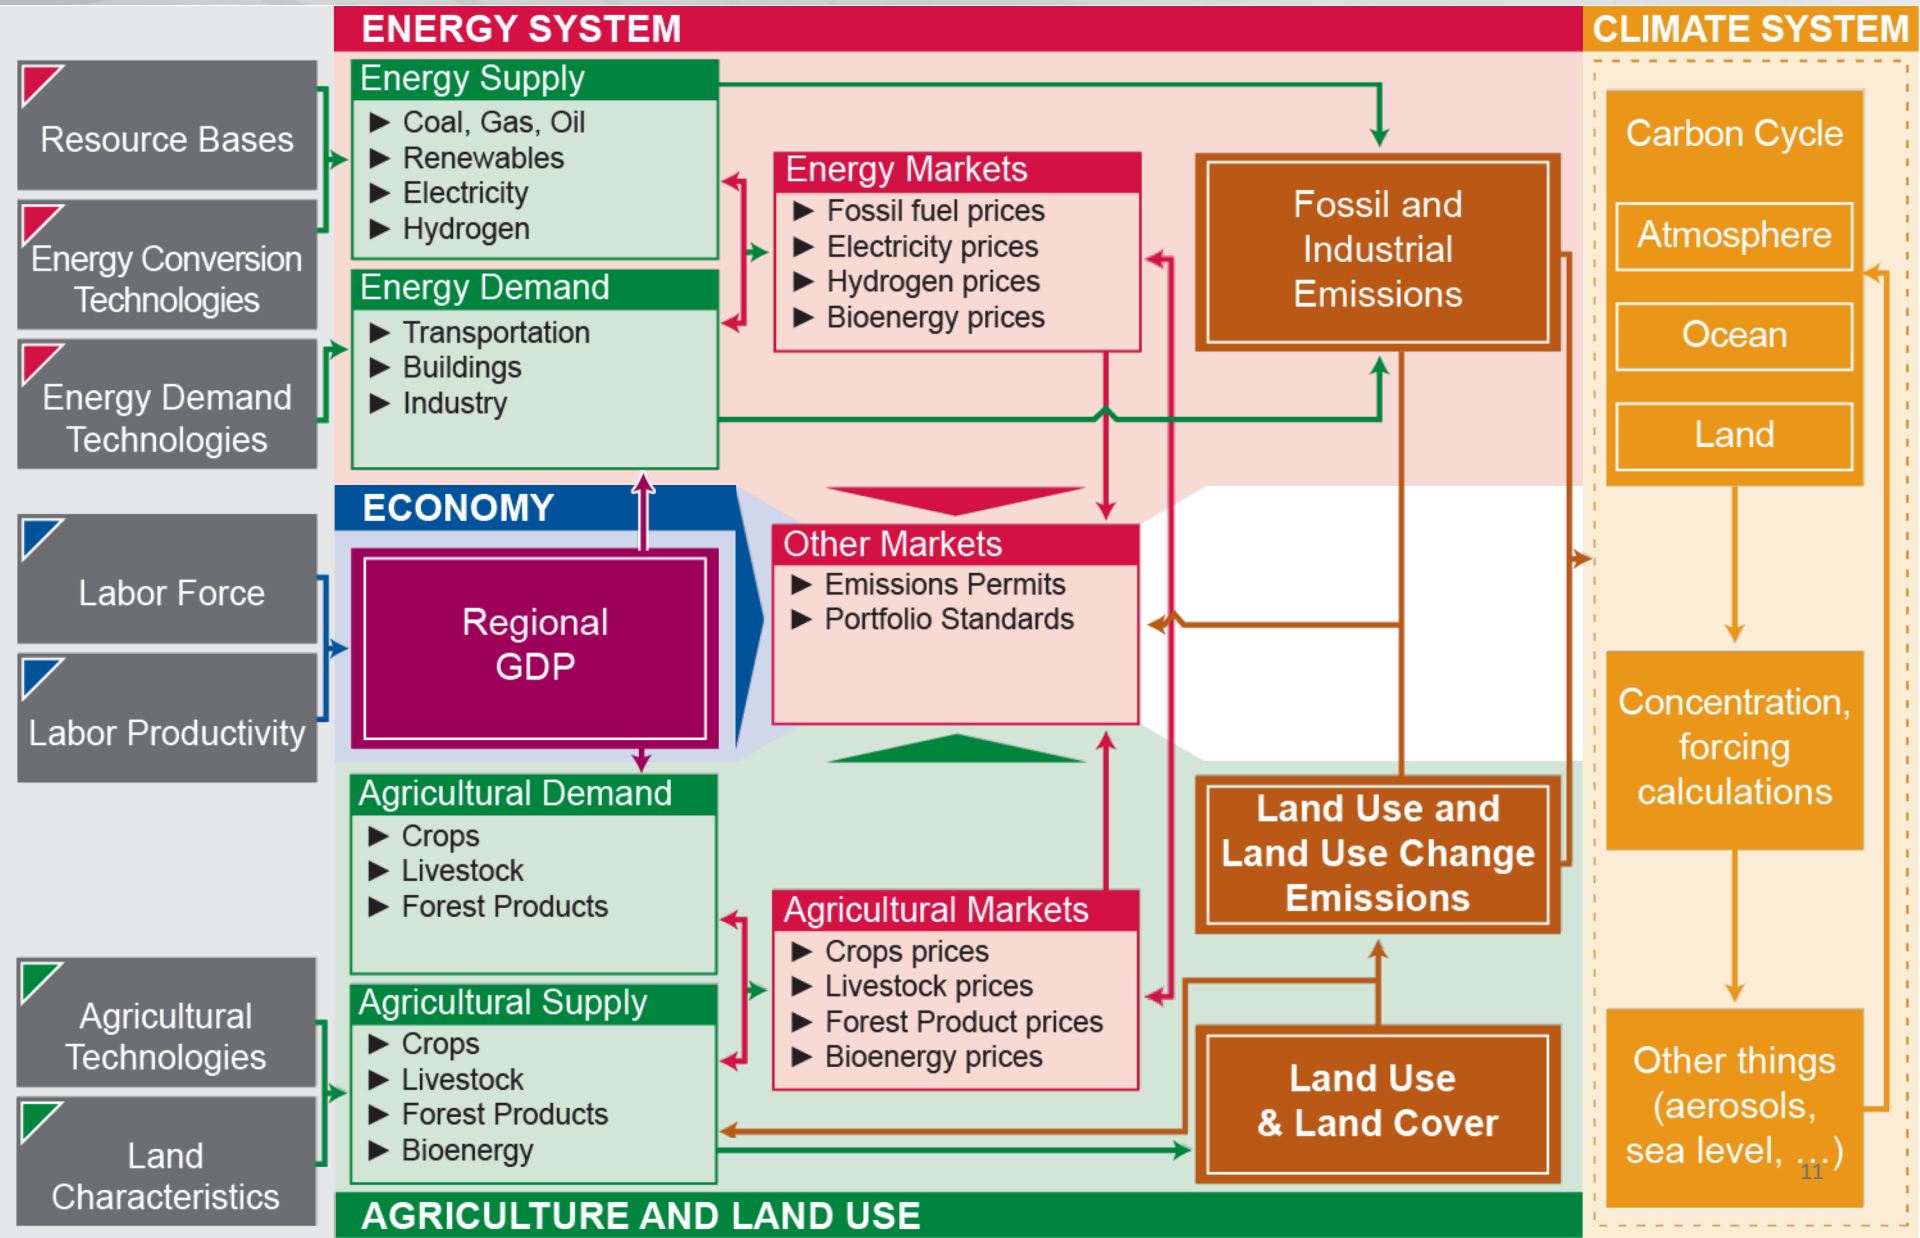 ENERGY SYSTEM
CLIMATE SYSTEM
Resource Bases
Energy Conversion
Technologies
Energy Demand
Technologies
Labor Force
Labor Productivity
Agricultural
Technologies
Land
Characteristics
Energy Supply
► Coal, Gas, Oil
► Renewables
► Electricity
► Hydrogen
Energy Demand
► Transportation
► Buildings
► Industry
Energy Markets
► Fossil fuel prices
► Electricity prices
► Hydrogen prices
► Bioenergy prices
Fossil and
Industrial
Emissions
ECONOMY
Regional
GDP
Other Markets
► Emissions Permits
► Portfolio Standards
Agricultural Demand
► Crops
► Livestock
► Forest Products
Agricultural Supply
► Crops
► Livestock
► Forest Products
► Bioenergy
Agricultural Markets
► Crops prices
► Livestock prices
► Forest Product prices
► Bioenergy prices
Land Use and
Land Use Change
Emissions
Land Use
& Land Cover
AGRICULTURE AND LAND USE
Carbon Cycle
Atmosphere
Ocean
Land
Concentration,
forcing
calculations
Other things
(aerosols,
sea level, …)
11